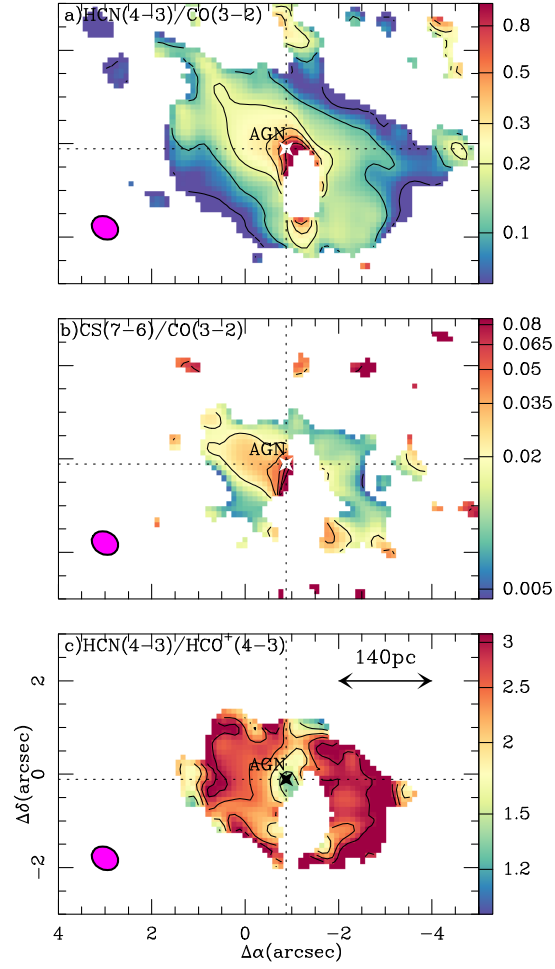 a)HCN(4−3)/CO(3−2)
0.8
0.5
0.3
0.2
0.1
AGN
b)CS(7−6)/CO(3−2)
0.08
0.065
0.05
0.035
0.02
0.005
AGN
c)HCN(4−3)/HCO⁺(4−3)
140pc
3
2.5
2
1.5
1.2
AGN
2
0
−2
Δδ(arcsec)
4 2 0 −2 −4
Δα(arcsec)